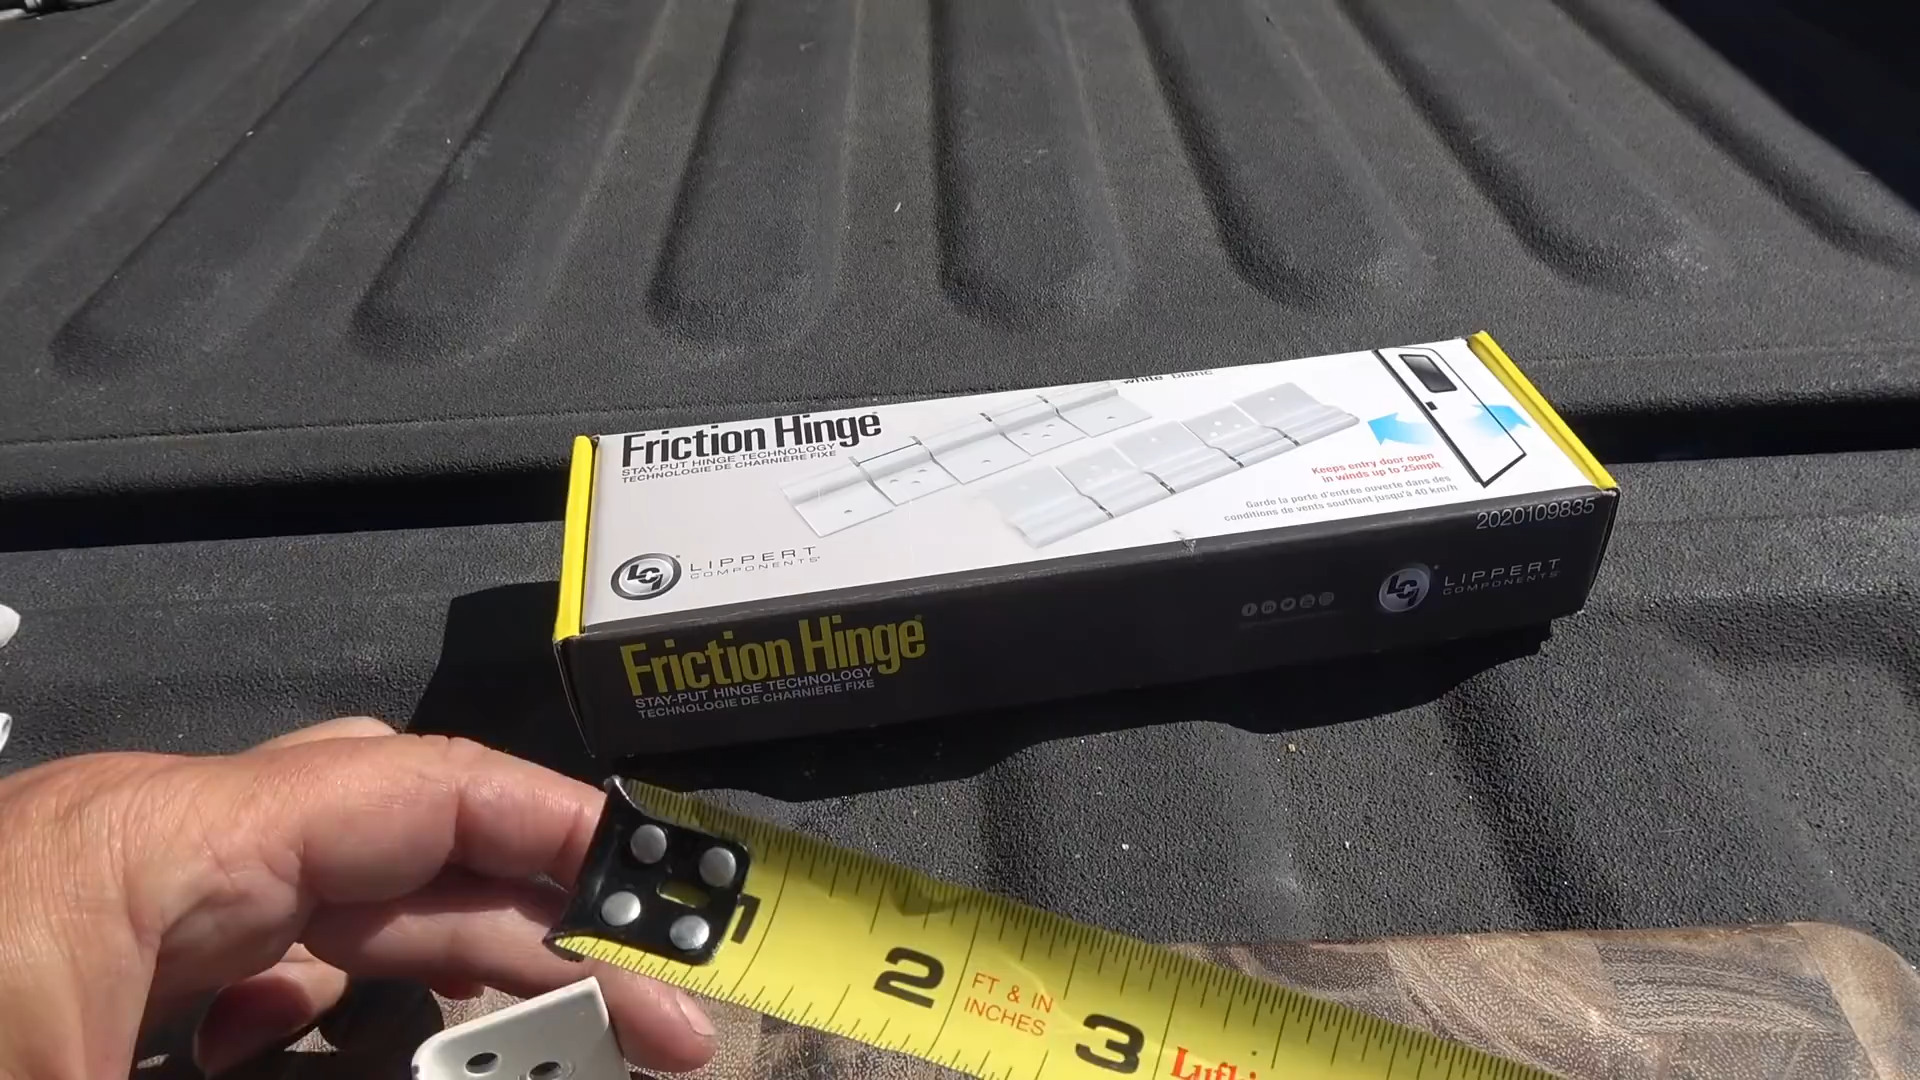 white blanc
Friction Hinge
STAY-PUT HINGE TECHNOLOGY
TECHNOLOGIE DE CHARNIÈRE FIXE
Keeps entry door open
in winds up to 25mph.
Garde la porte d'entrée ouverte dans des
conditions de vents soufflant jusqu'à 40 km/h
2020109835
LCI LIPPERT
COMPONENTS
LCI LIPPERT
COMPONENTS
Friction Hinge
STAY-PUT HINGE TECHNOLOGY
TECHNOLOGIE DE CHARNIÈRE FIXE
1 2 3
FT & IN
INCHES